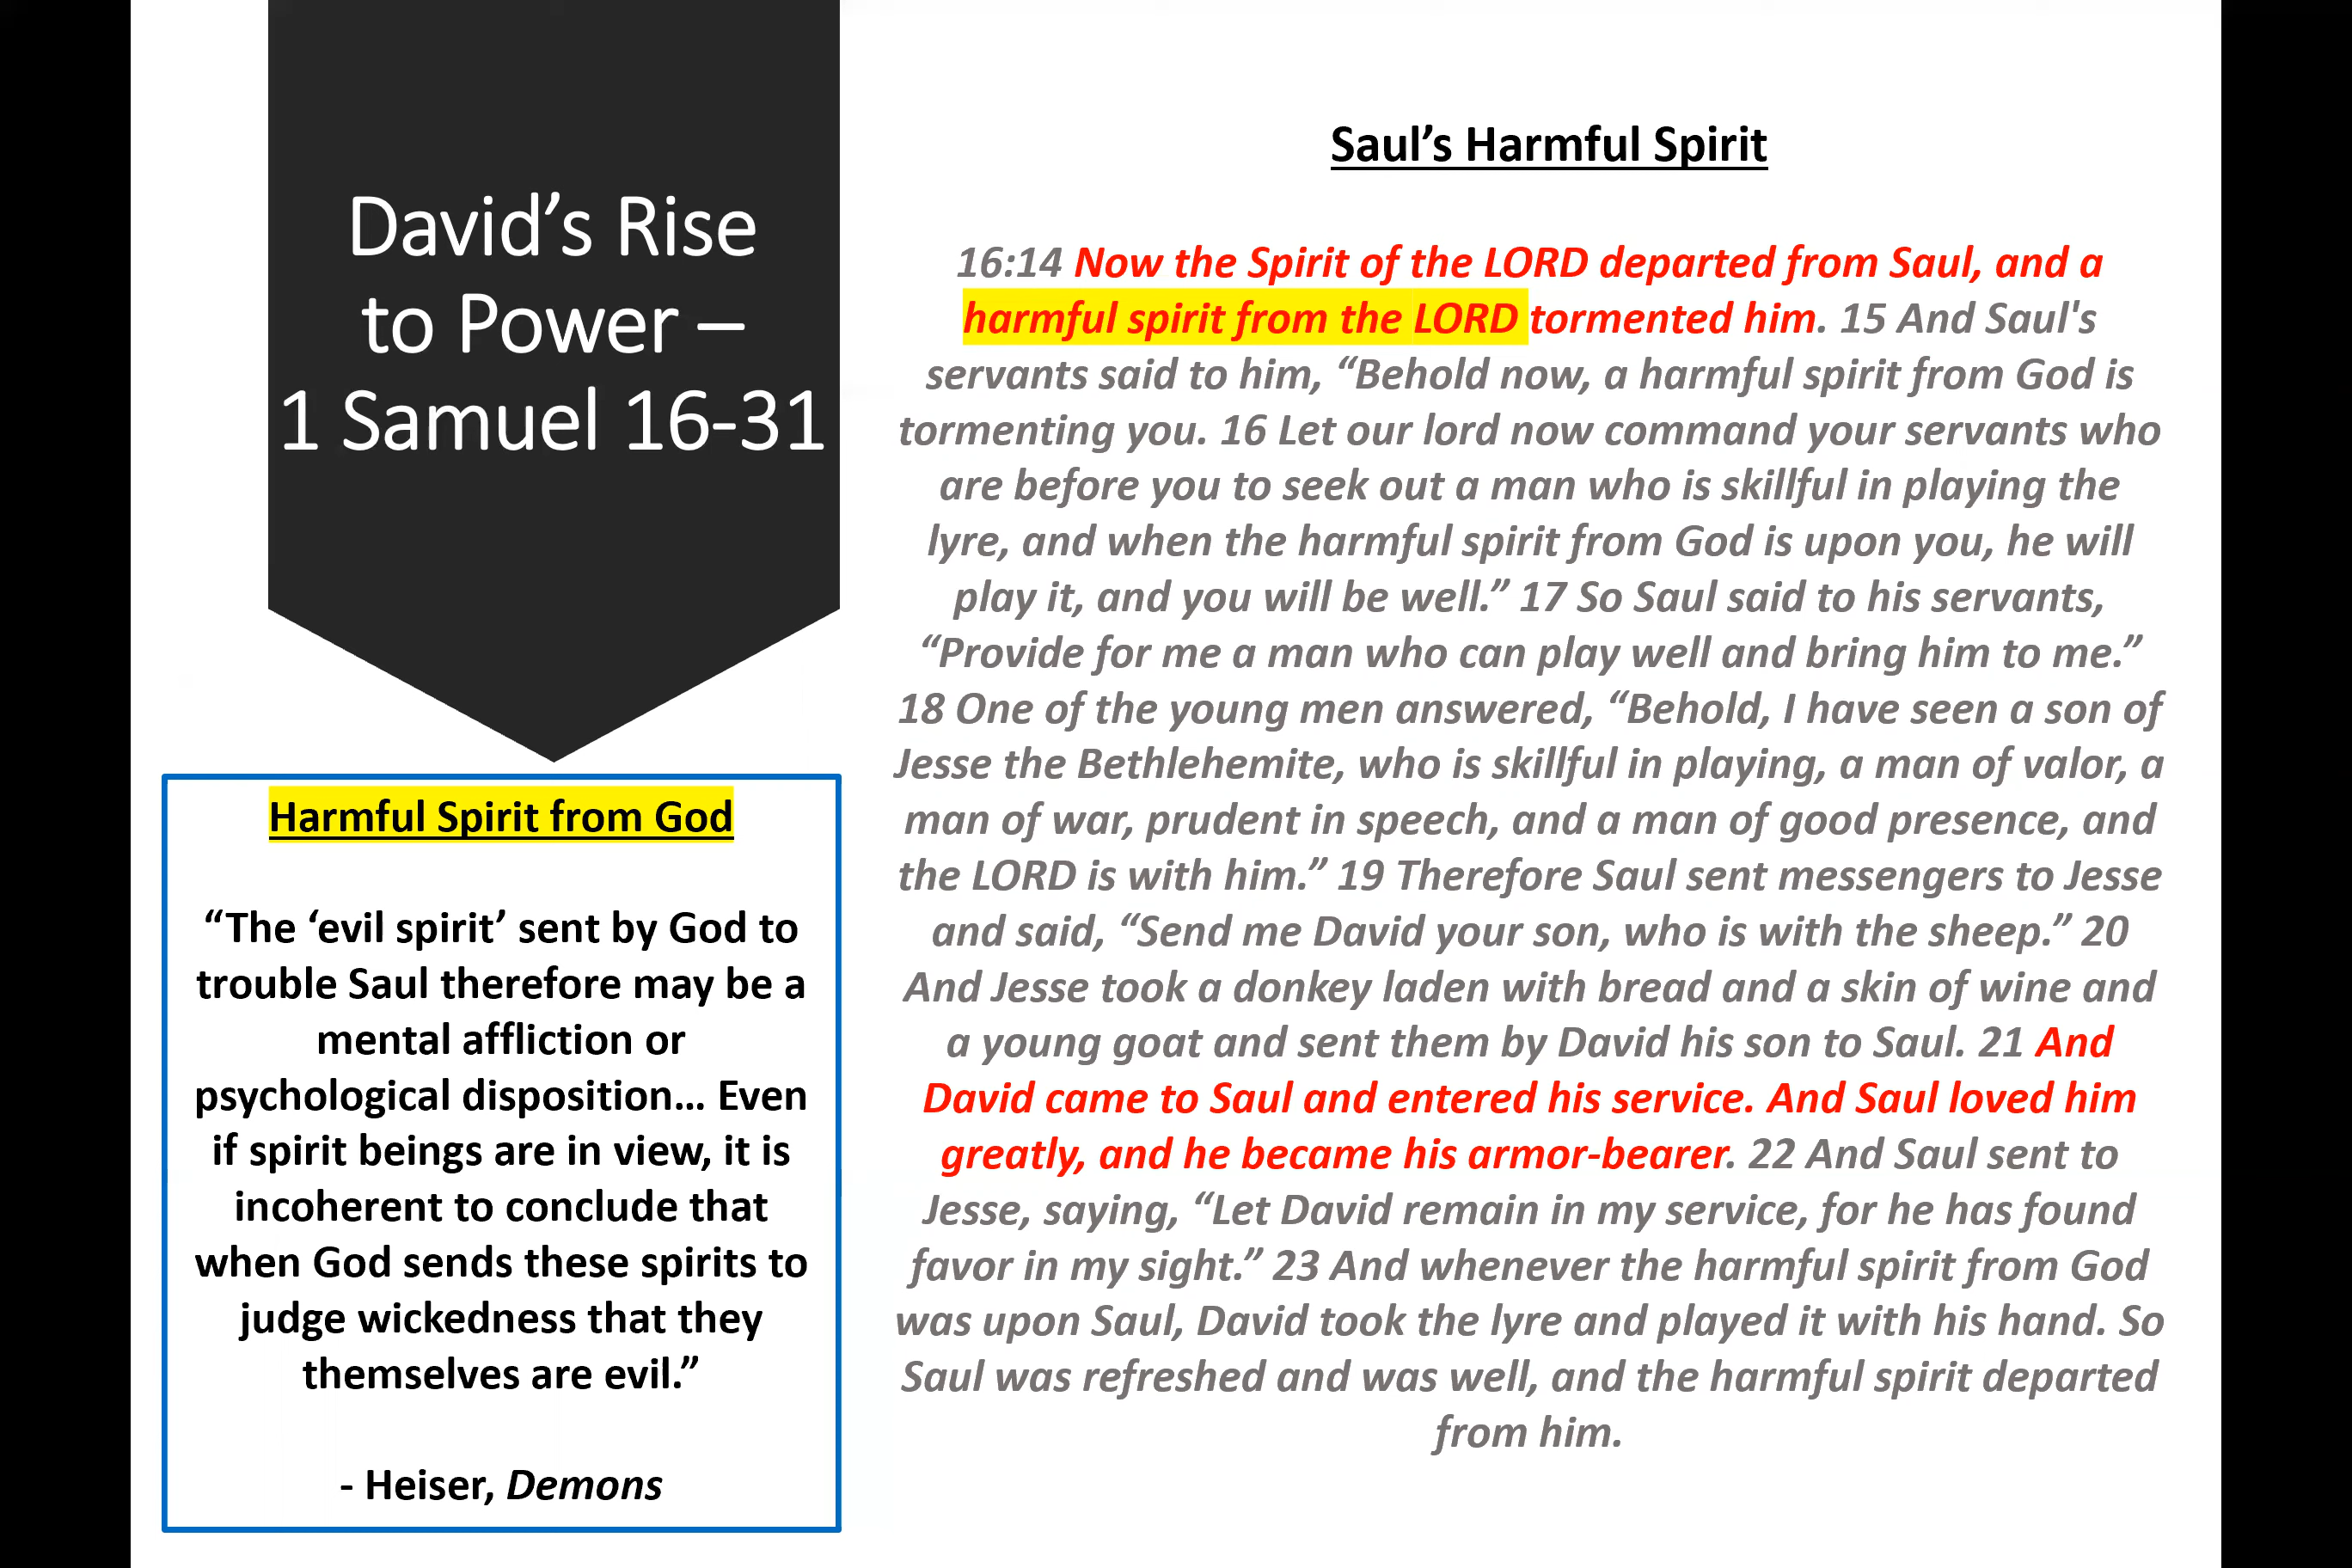 David’s Rise
to Power –
1 Samuel 16-31
Harmful Spirit from God
“The ‘evil spirit’ sent by God to
trouble Saul therefore may be a
mental affliction or
psychological disposition… Even
if spirit beings are in view, it is
incoherent to conclude that
when God sends these spirits to
judge wickedness that they
themselves are evil.”
- Heiser, Demons
Saul’s Harmful Spirit
16:14 Now the Spirit of the LORD departed from Saul, and a
harmful spirit from the LORD tormented him. 15 And Saul's
servants said to him, “Behold now, a harmful spirit from God is
tormenting you. 16 Let our lord now command your servants who
are before you to seek out a man who is skillful in playing the
lyre, and when the harmful spirit from God is upon you, he will
play it, and you will be well.” 17 So Saul said to his servants,
“Provide for me a man who can play well and bring him to me.”
18 One of the young men answered, “Behold, I have seen a son of
Jesse the Bethlehemite, who is skillful in playing, a man of valor, a
man of war, prudent in speech, and a man of good presence, and
the LORD is with him.” 19 Therefore Saul sent messengers to Jesse
and said, “Send me David your son, who is with the sheep.” 20
And Jesse took a donkey laden with bread and a skin of wine and
a young goat and sent them by David his son to Saul. 21 And
David came to Saul and entered his service. And Saul loved him
greatly, and he became his armor-bearer. 22 And Saul sent to
Jesse, saying, “Let David remain in my service, for he has found
favor in my sight.” 23 And whenever the harmful spirit from God
was upon Saul, David took the lyre and played it with his hand. So
Saul was refreshed and was well, and the harmful spirit departed
from him.